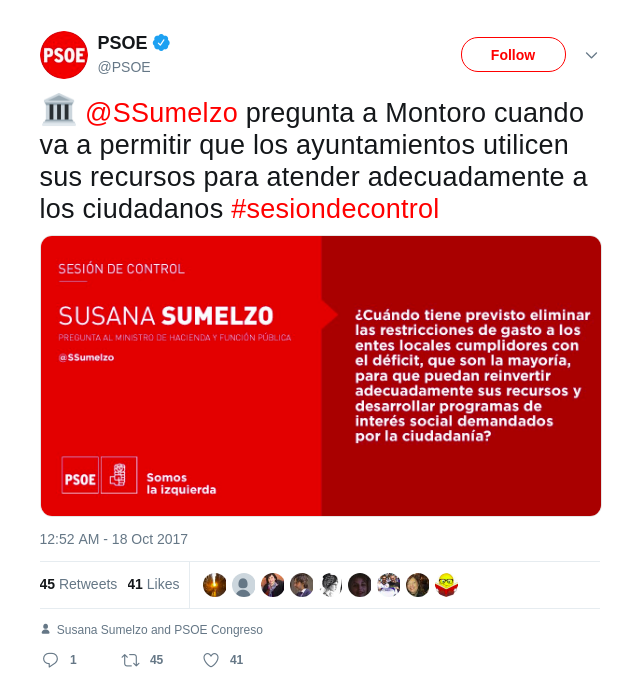 PSOE
PSOE
@PSOE
Follow
@SSumelzo pregunta a Montoro cuando
va a permitir que los ayuntamientos utilicen
sus recursos para atender adecuadamente a
los ciudadanos #sesiondecontrol
SESIÓN DE CONTROL
SUSANA SUMELZO
PREGUNTA AL MINISTRO DE HACIENDA Y FUNCIÓN PÚBLICA
@SSumelzo
¿Cuándo tiene previsto eliminar
las restricciones de gasto a los
entes locales cumplidores con
el déficit, que son la mayoría,
para que puedan reinvertir
adecuadamente sus recursos y
desarrollar programas de
interés social demandados
por la ciudadanía?
PSOE
Somos
la izquierda
12:52 AM - 18 Oct 2017
45 Retweets 41 Likes
Susana Sumelzo and PSOE Congreso
1 45 41